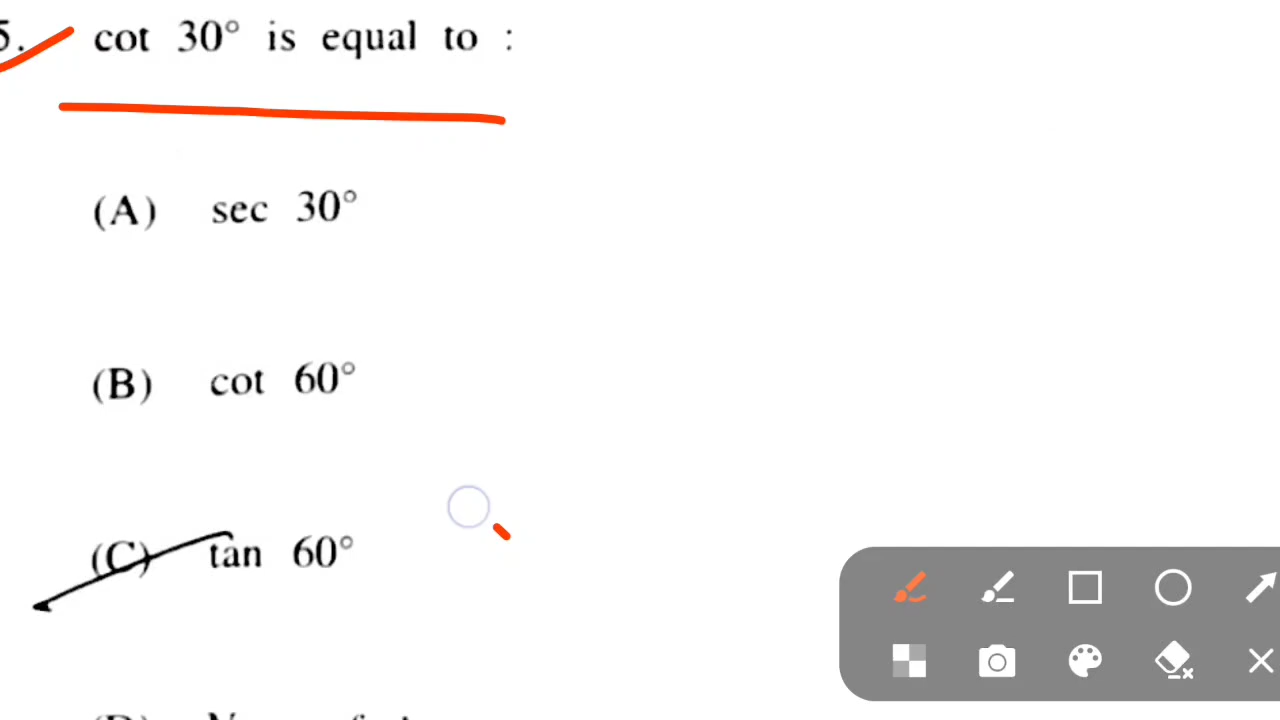 5. cot 30° is equal to :
(A) sec 30°
(B) cot 60°
(C) tan 60°